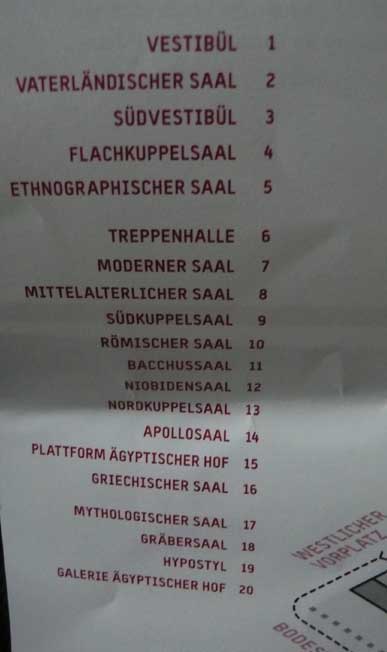 VESTIBÜL 1
VATERLÄNDISCHER SAAL 2
SÜDVESTIBÜL 3
FLACHKUPPELSAAL 4
ETHNOGRAPHISCHER SAAL 5
TREPPENHALLE 6
MODERNER SAAL 7
MITTELALTERLICHER SAAL 8
SÜDKUPPELSAAL 9
RÖMISCHER SAAL 10
BACCHUSSAAL 11
NIOBIDENSAAL 12
NORDKUPPELSAAL 13
APOLLOSAAL 14
PLATTFORM ÄGYPTISCHER HOF 15
GRIECHISCHER SAAL 16
MYTHOLOGISCHER SAAL 17
GRÄBERSAAL 18
HYPOSTYL 19
GALERIE ÄGYPTISCHER HOF 20
WESTLICHER
VORPLATZ
BODES